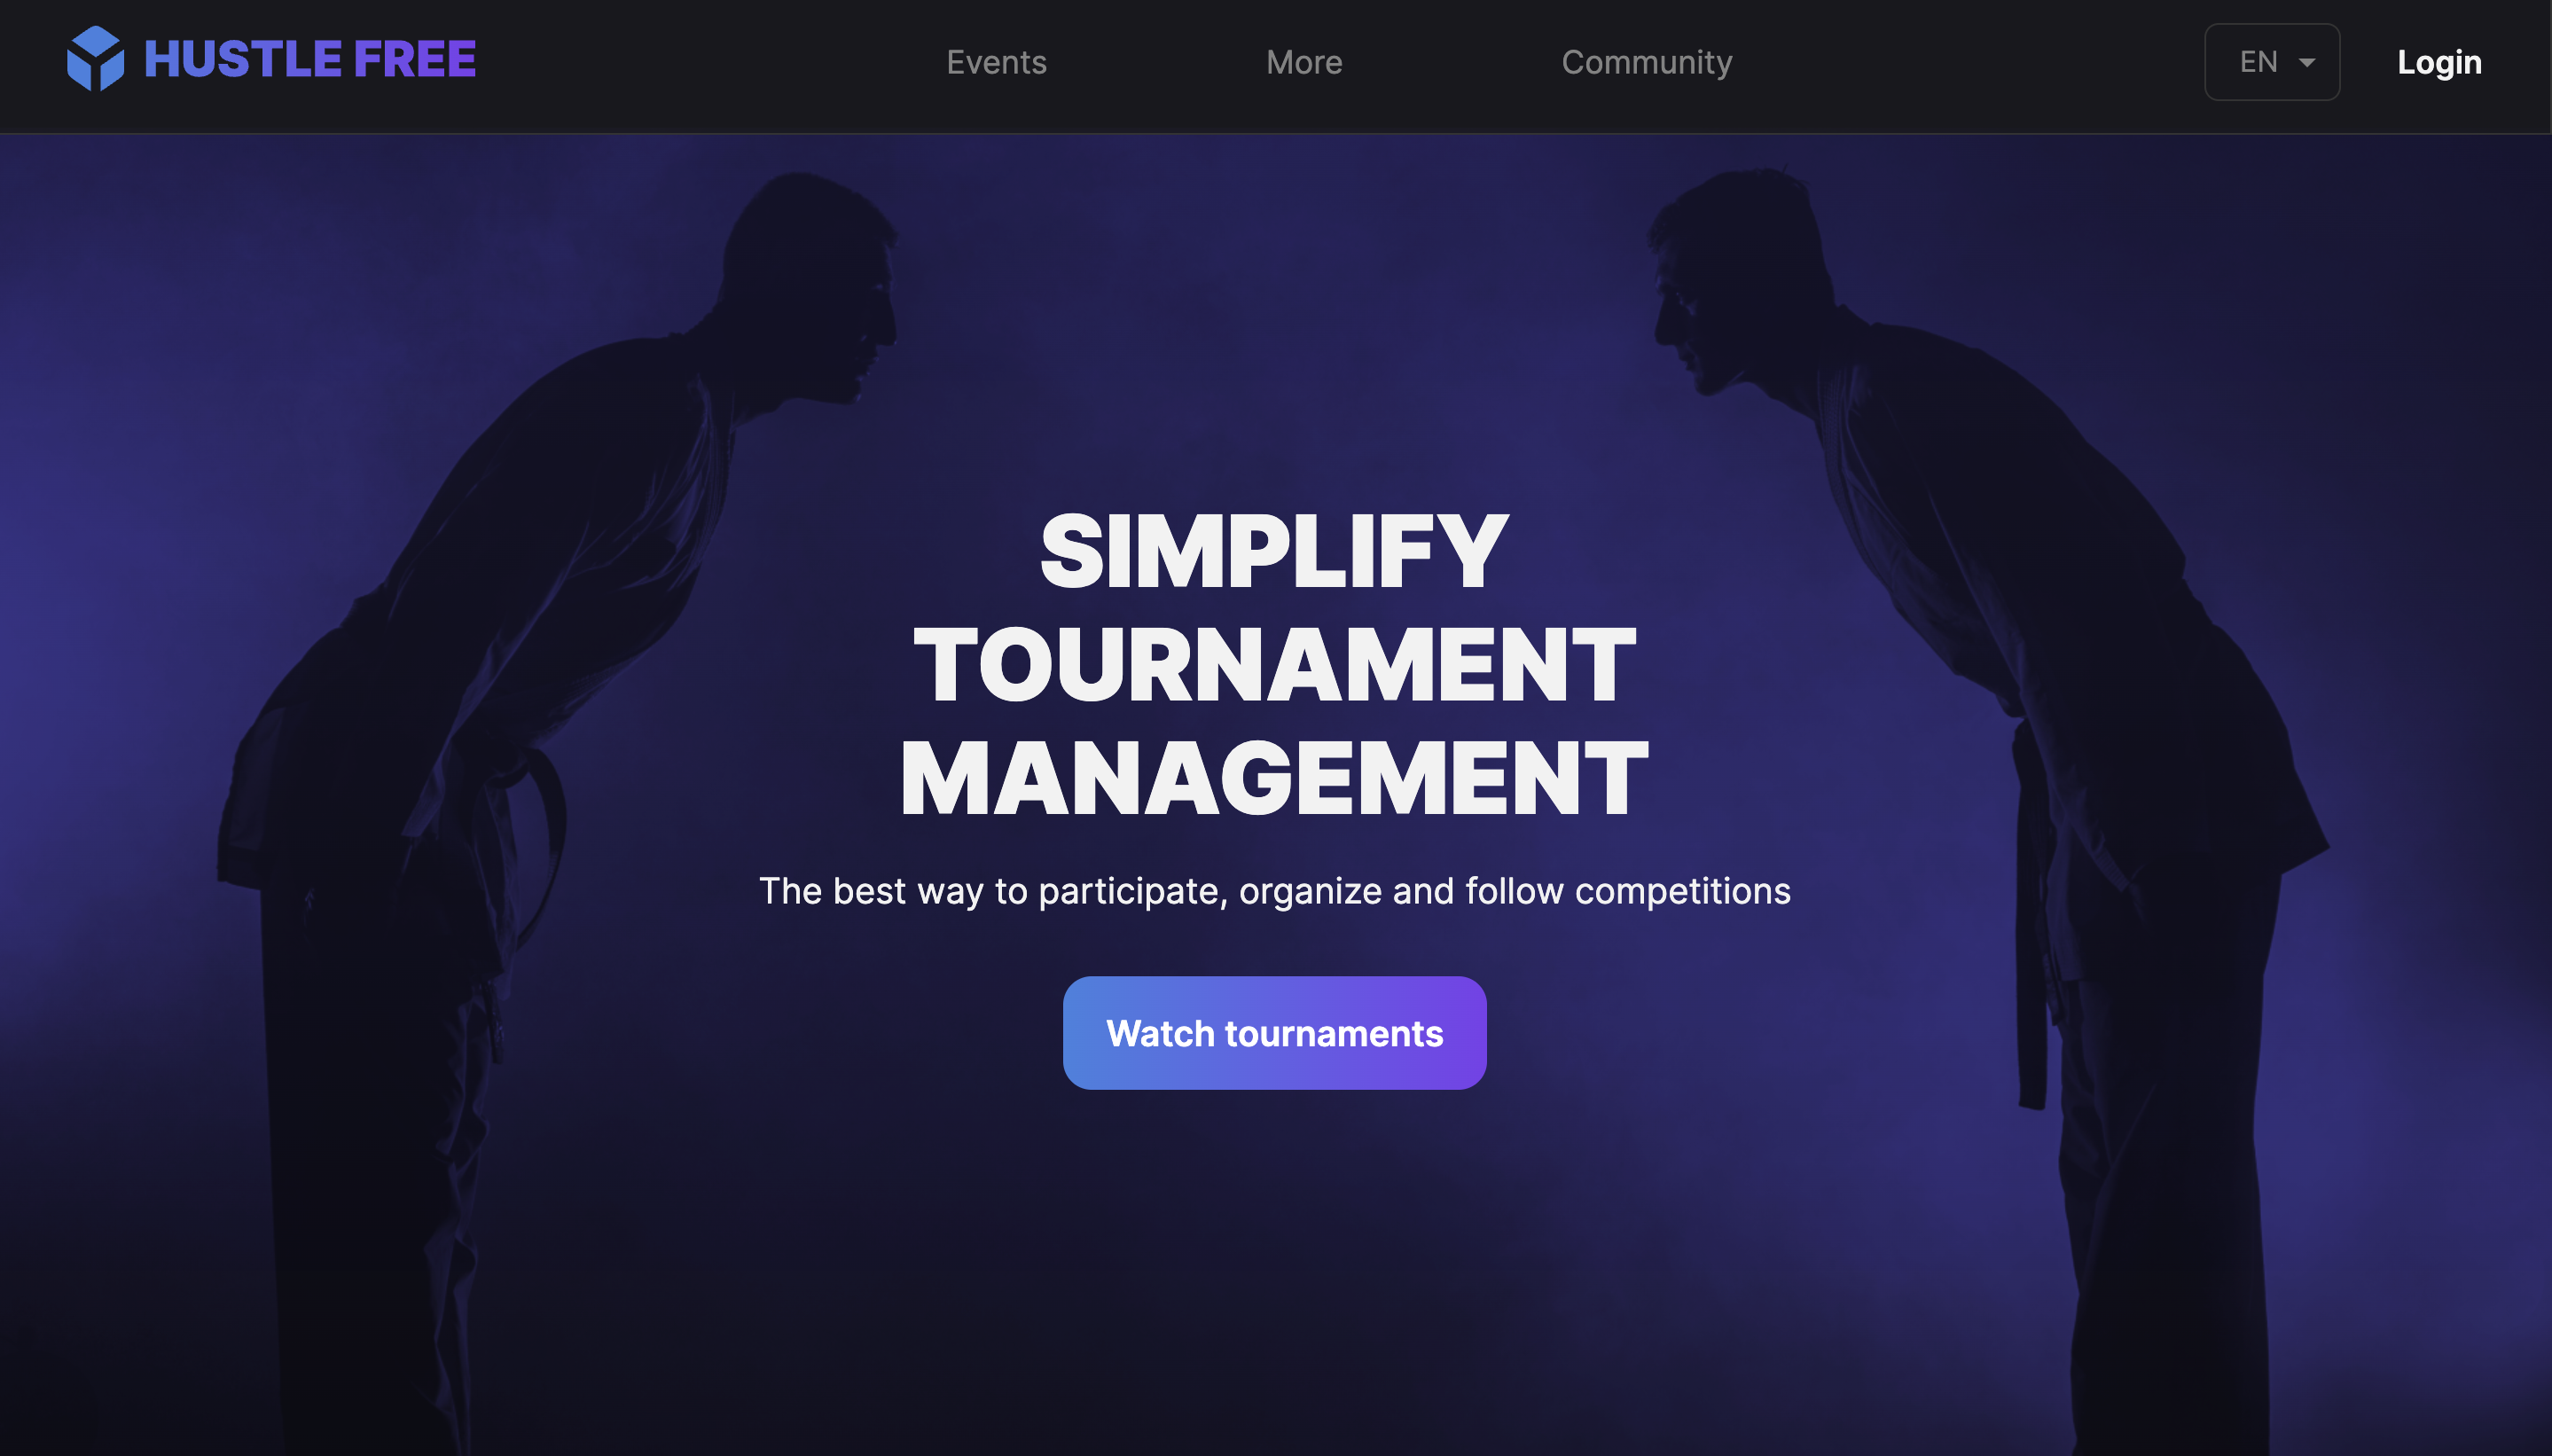 HUSTLE FREE
Events
More
Community
EN
Login
SIMPLIFY
TOURNAMENT
MANAGEMENT
The best way to participate, organize and follow competitions
Watch tournaments